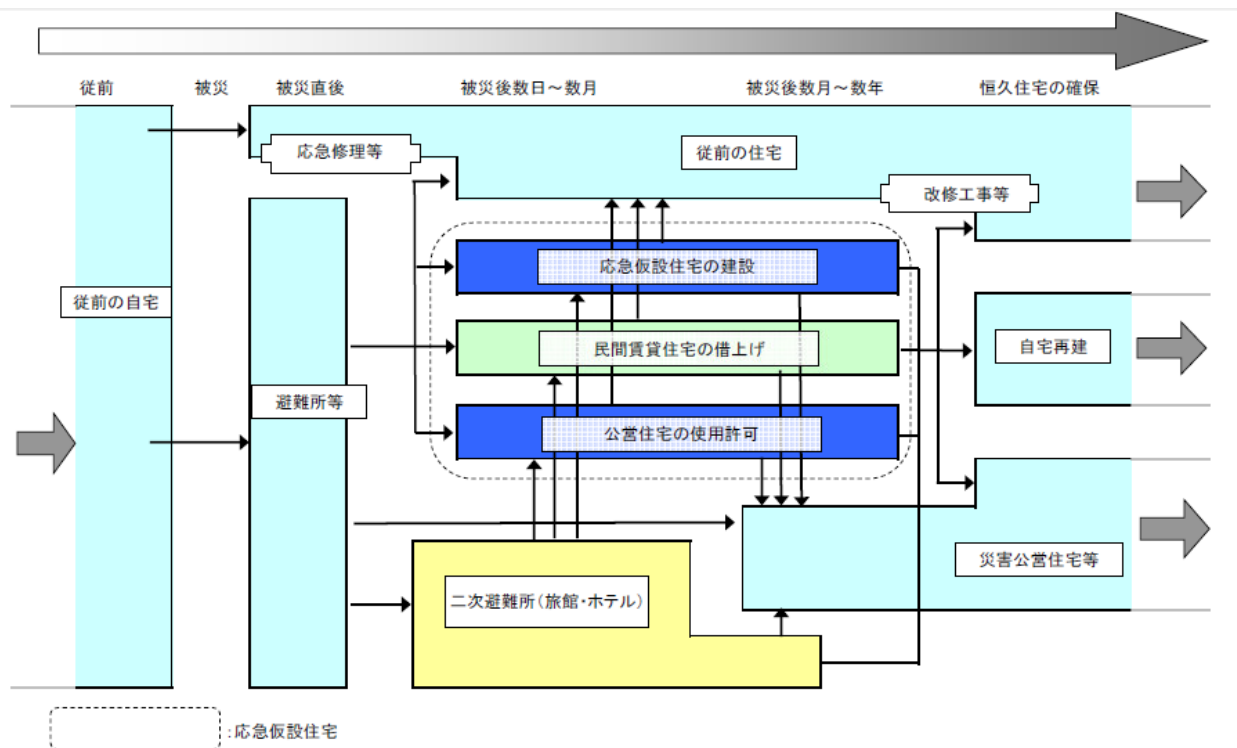 従前
被災
被災直後
被災後数日～数月
被災後数月～数年
恒久住宅の確保
応急修理等
従前の住宅
改修工事等
応急仮設住宅の建設
従前の自宅
民間賃貸住宅の借上げ
自宅再建
避難所等
公営住宅の使用許可
災害公営住宅等
二次避難所(旅館・ホテル)
:応急仮設住宅